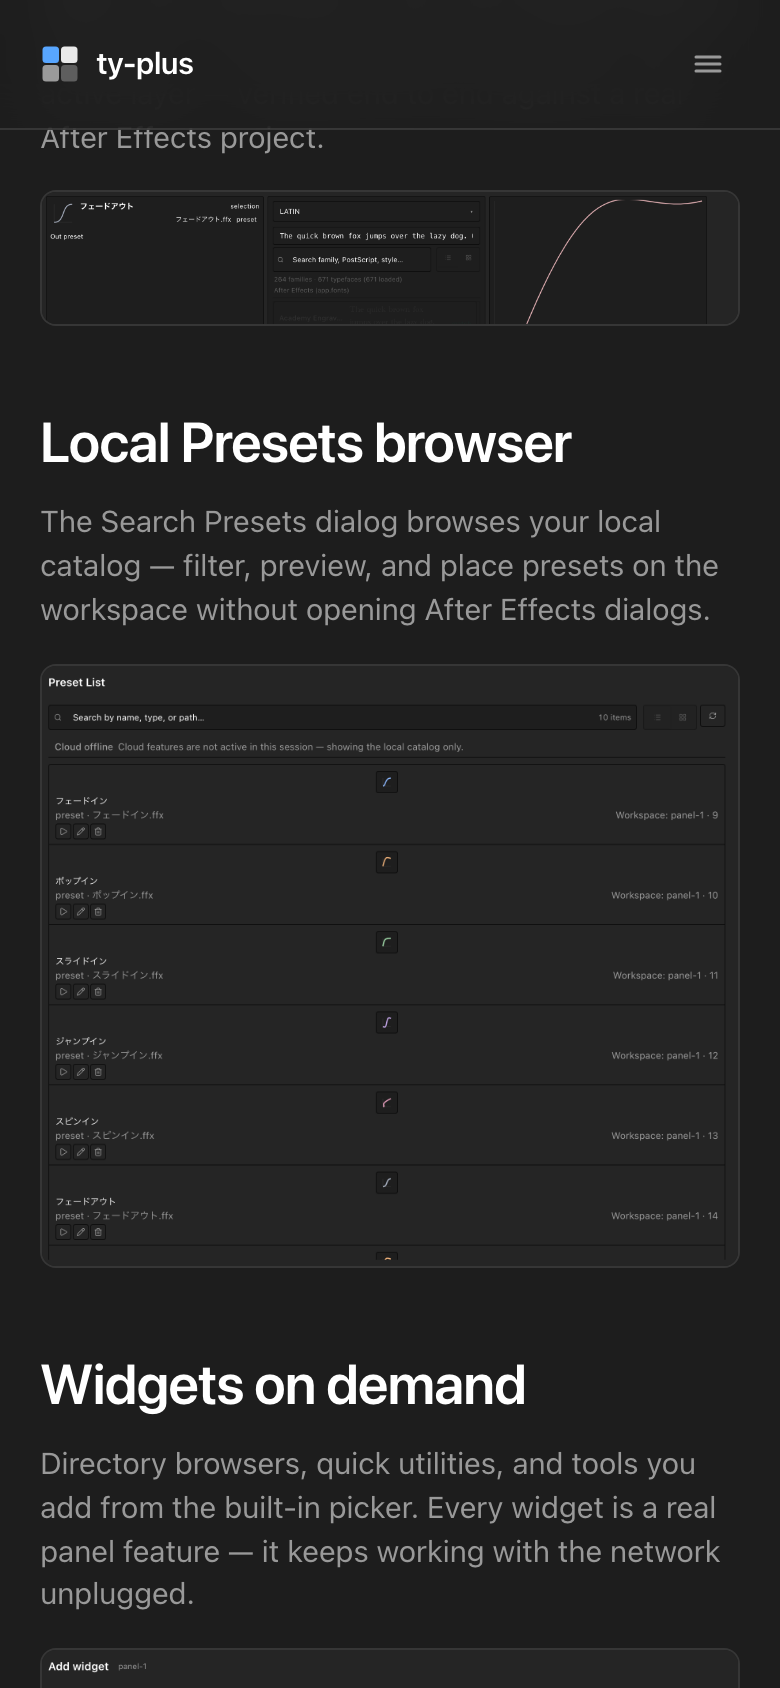 ty-plus
After Effects project.
フェードアウト
selection
フェードアウト.ffx preset
Out preset
LATIN
The quick brown fox jumps over the lazy dog.
Search family, PostScript, style...
264 families · 671 typefaces (671 loaded)
After Effects (app.fonts)
Local Presets browser
The Search Presets dialog browses your local
catalog — filter, preview, and place presets on the
workspace without opening After Effects dialogs.
Preset List
Search by name, type, or path...
10 items
Cloud offline Cloud features are not active in this session — showing the local catalog only.
フェードイン
preset · フェードイン.ffx
Workspace: panel-1 · 9
ポップイン
preset · ポップイン.ffx
Workspace: panel-1 · 10
スライドイン
preset · スライドイン.ffx
Workspace: panel-1 · 11
ジャンプイン
preset · ジャンプイン.ffx
Workspace: panel-1 · 12
スピンイン
preset · スピンイン.ffx
Workspace: panel-1 · 13
フェードアウト
preset · フェードアウト.ffx
Workspace: panel-1 · 14
Widgets on demand
Directory browsers, quick utilities, and tools you
add from the built-in picker. Every widget is a real
panel feature — it keeps working with the network
unplugged.
Add widget panel-1